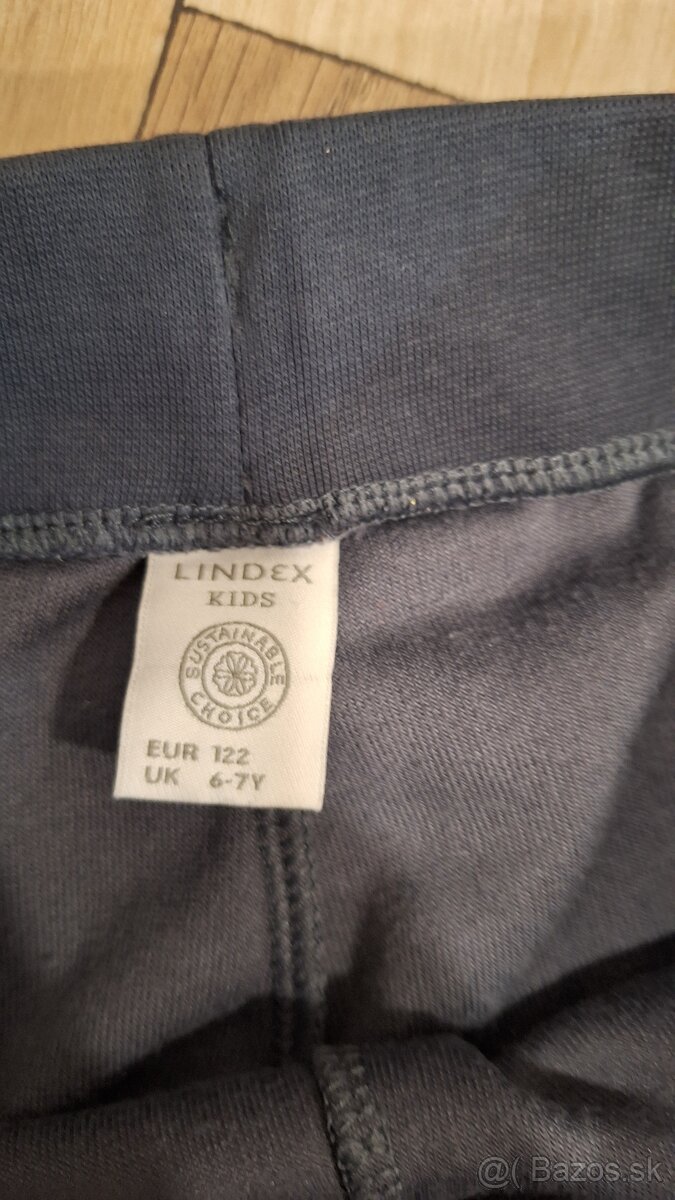 LINDEX
KIDS
SUSTAINABLE
CHOICE
EUR 122
UK 6-7Y
@( Bazos.sk